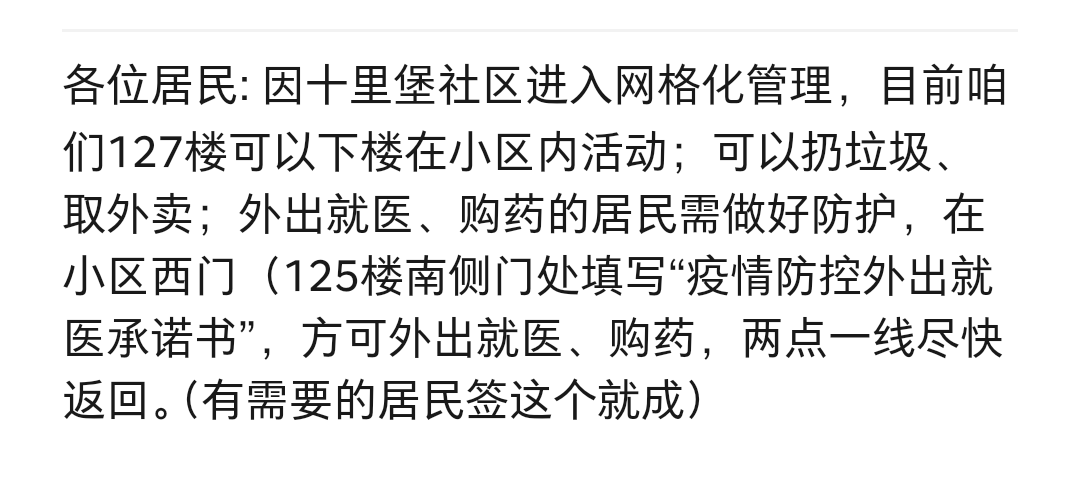 各位居民: 因十里堡社区进入网格化管理，目前咱
们127楼可以下楼在小区内活动；可以扔垃圾、
取外卖；外出就医、购药的居民需做好防护，在
小区西门（125楼南侧门处填写“疫情防控外出就
医承诺书”，方可外出就医、购药，两点一线尽快
返回。（有需要的居民签这个就成）